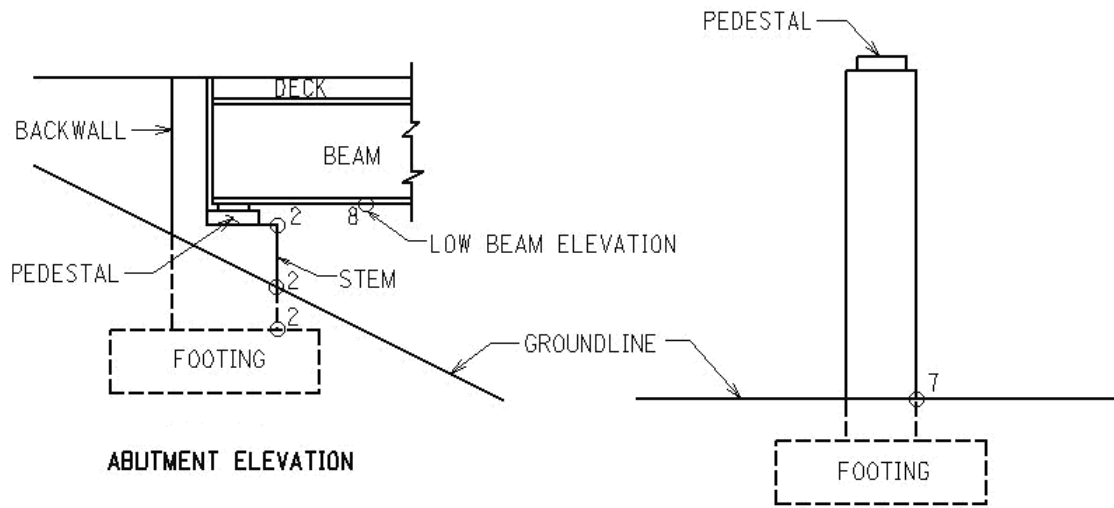 PEDESTAL
DECK
BACKWALL
BEAM
2
8
LOW BEAM ELEVATION
PEDESTAL
STEM
2
2
FOOTING
GROUNDLINE
7
ABUTMENT ELEVATION
FOOTING